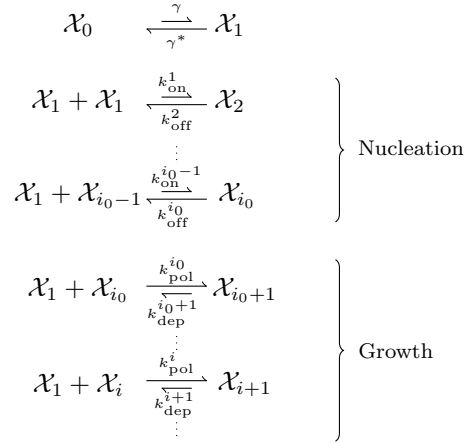 𝒳₀ ⇌ 𝒳₁ (γ, γ*)
𝒳₁ + 𝒳₁ ⇌ 𝒳₂ (k_on^1, k_off^2)
⋮
𝒳₁ + 𝒳_{i₀−1} ⇌ 𝒳_{i₀} (k_on^{i₀−1}, k_off^{i₀})
Nucleation
𝒳₁ + 𝒳_{i₀} ⇌ 𝒳_{i₀+1} (k_pol^{i₀}, k_dep^{i₀+1})
⋮
𝒳₁ + 𝒳_i ⇌ 𝒳_{i+1} (k_pol^i, k_dep^{i+1})
⋮
Growth